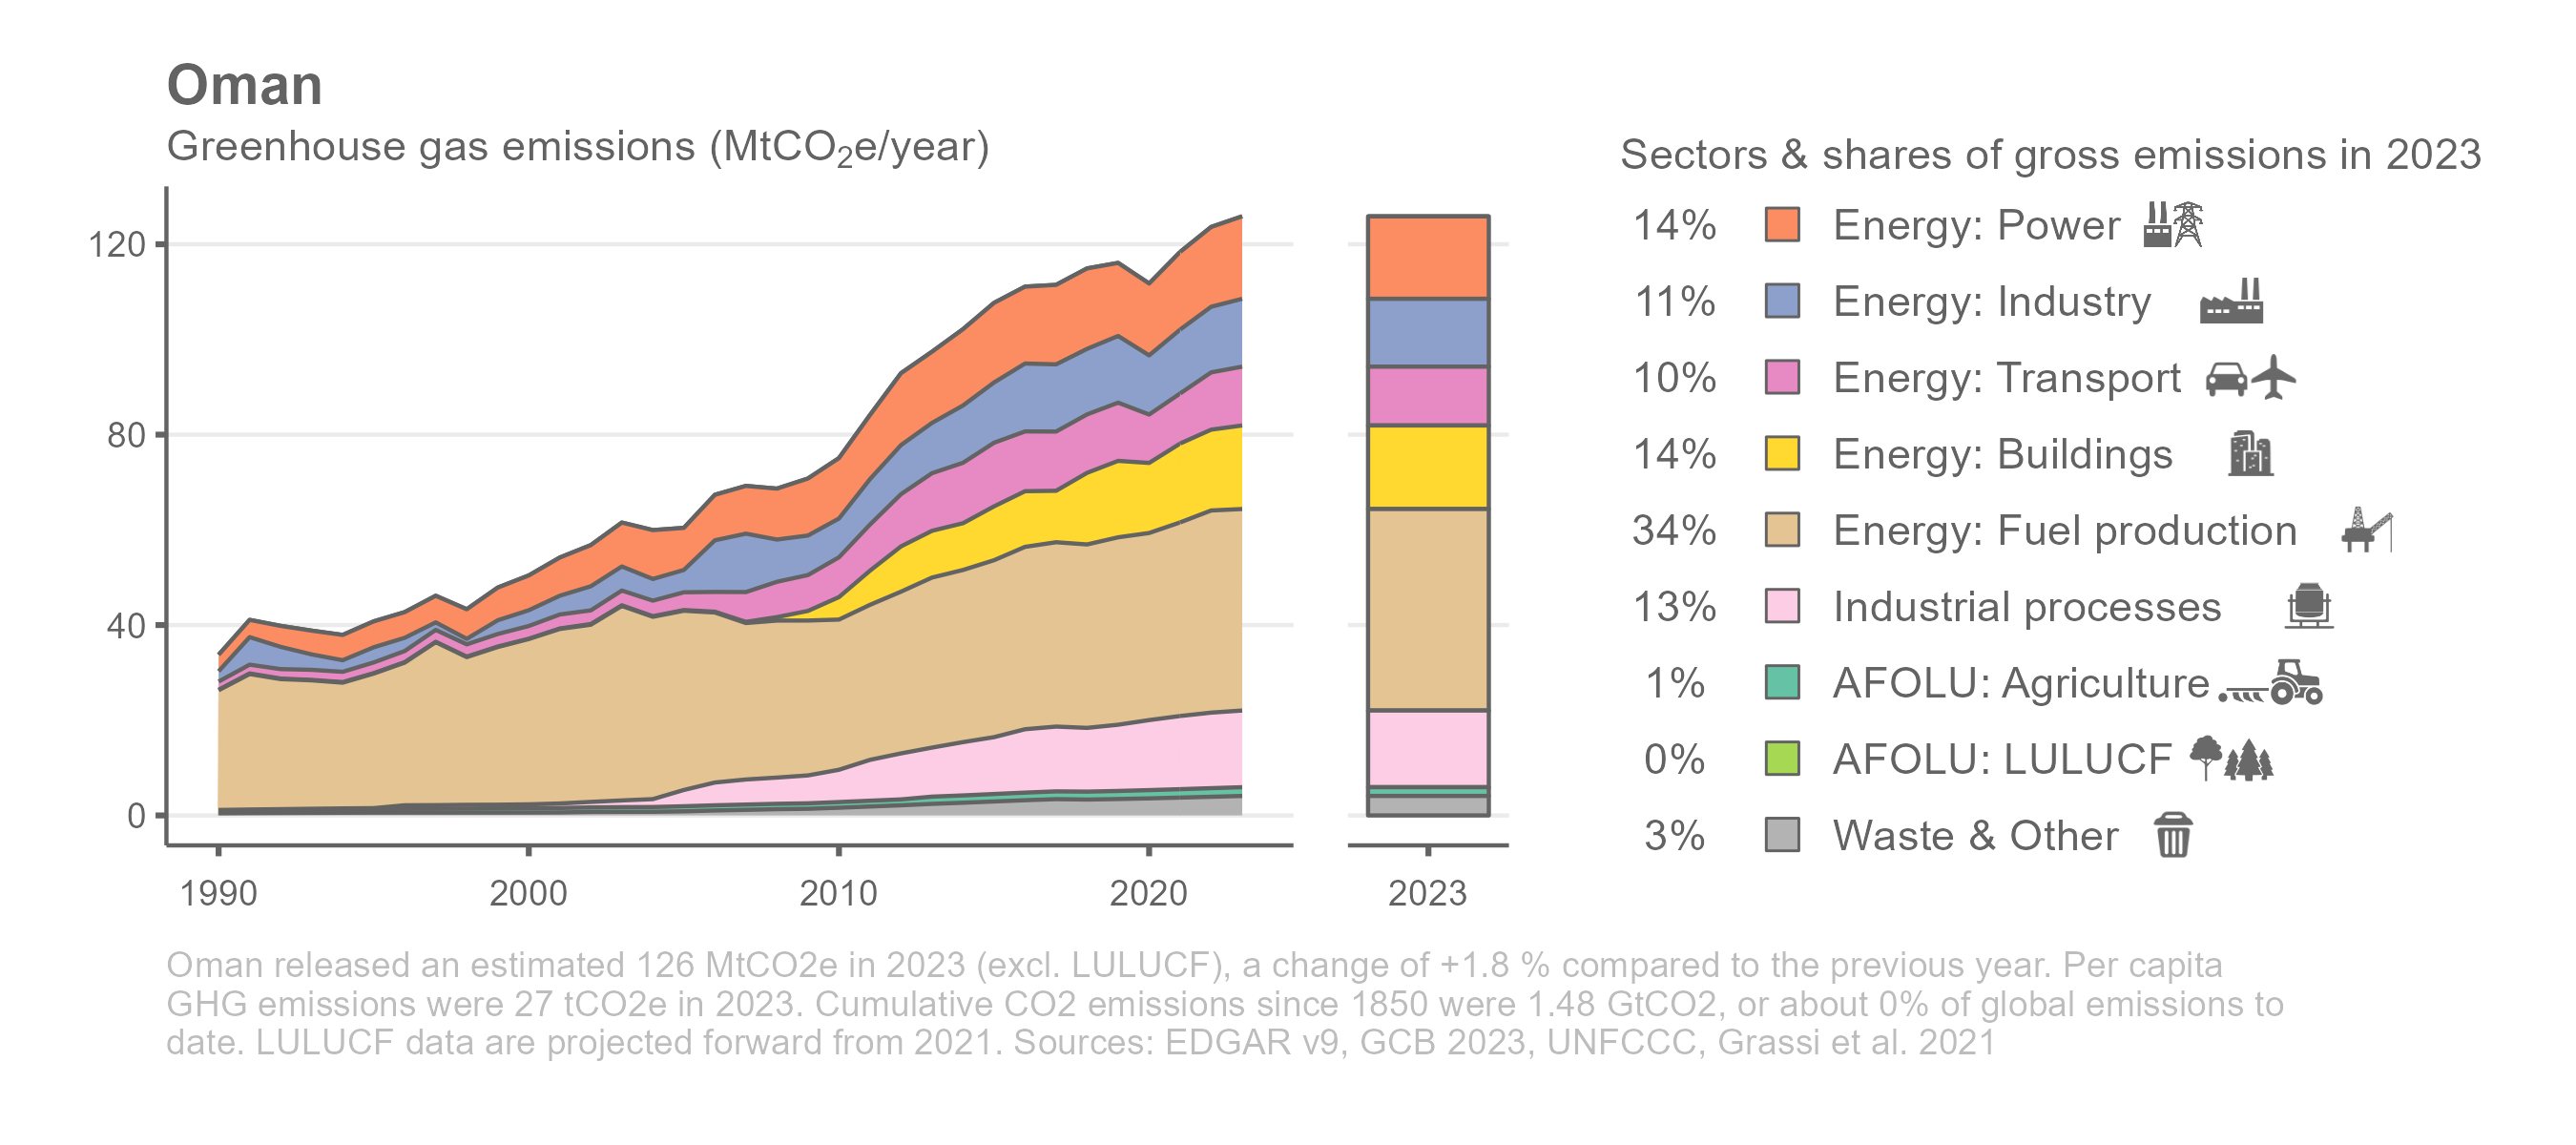 Oman
Greenhouse gas emissions (MtCO₂e/year)
120
80
40
0
1990 2000 2010 2020 2023
Sectors & shares of gross emissions in 2023
14% Energy: Power
11% Energy: Industry
10% Energy: Transport
14% Energy: Buildings
34% Energy: Fuel production
13% Industrial processes
1% AFOLU: Agriculture
0% AFOLU: LULUCF
3% Waste & Other
Oman released an estimated 126 MtCO2e in 2023 (excl. LULUCF), a change of +1.8 % compared to the previous year. Per capita
GHG emissions were 27 tCO2e in 2023. Cumulative CO2 emissions since 1850 were 1.48 GtCO2, or about 0% of global emissions to
date. LULUCF data are projected forward from 2021. Sources: EDGAR v9, GCB 2023, UNFCCC, Grassi et al. 2021